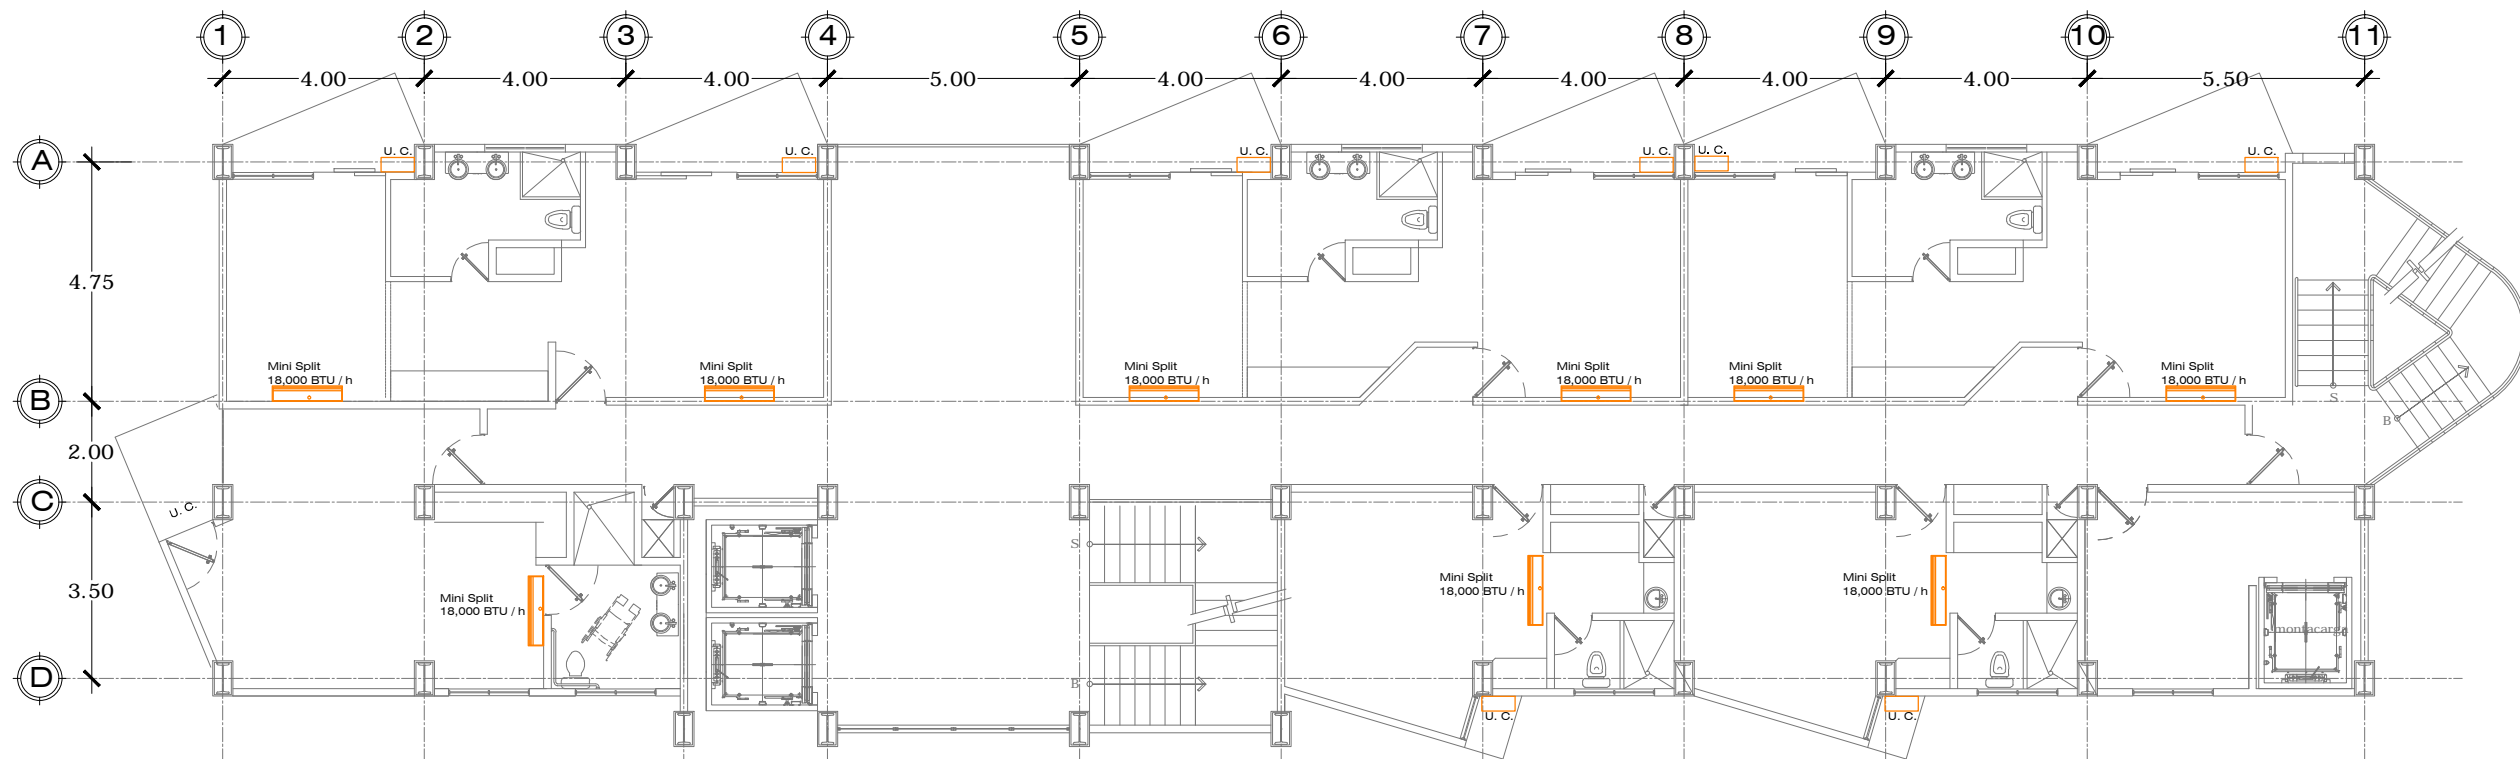 1 2 3 4 5 6 7 8 9 10 11
4.00 4.00 4.00 5.00 4.00 4.00 4.00 4.00 4.00 5.50
A
U. C. U. C. U. C. U. C. U. C. U. C.
4.75
Mini Split Mini Split Mini Split Mini Split Mini Split Mini Split
18,000 BTU / h 18,000 BTU / h 18,000 BTU / h 18,000 BTU / h 18,000 BTU / h 18,000 BTU / h
B
S
B
2.00
C
U. C.
S
3.50
Mini Split Mini Split Mini Split
18,000 BTU / h 18,000 BTU / h 18,000 BTU / h
montacarga
D
B
U. C. U. C.